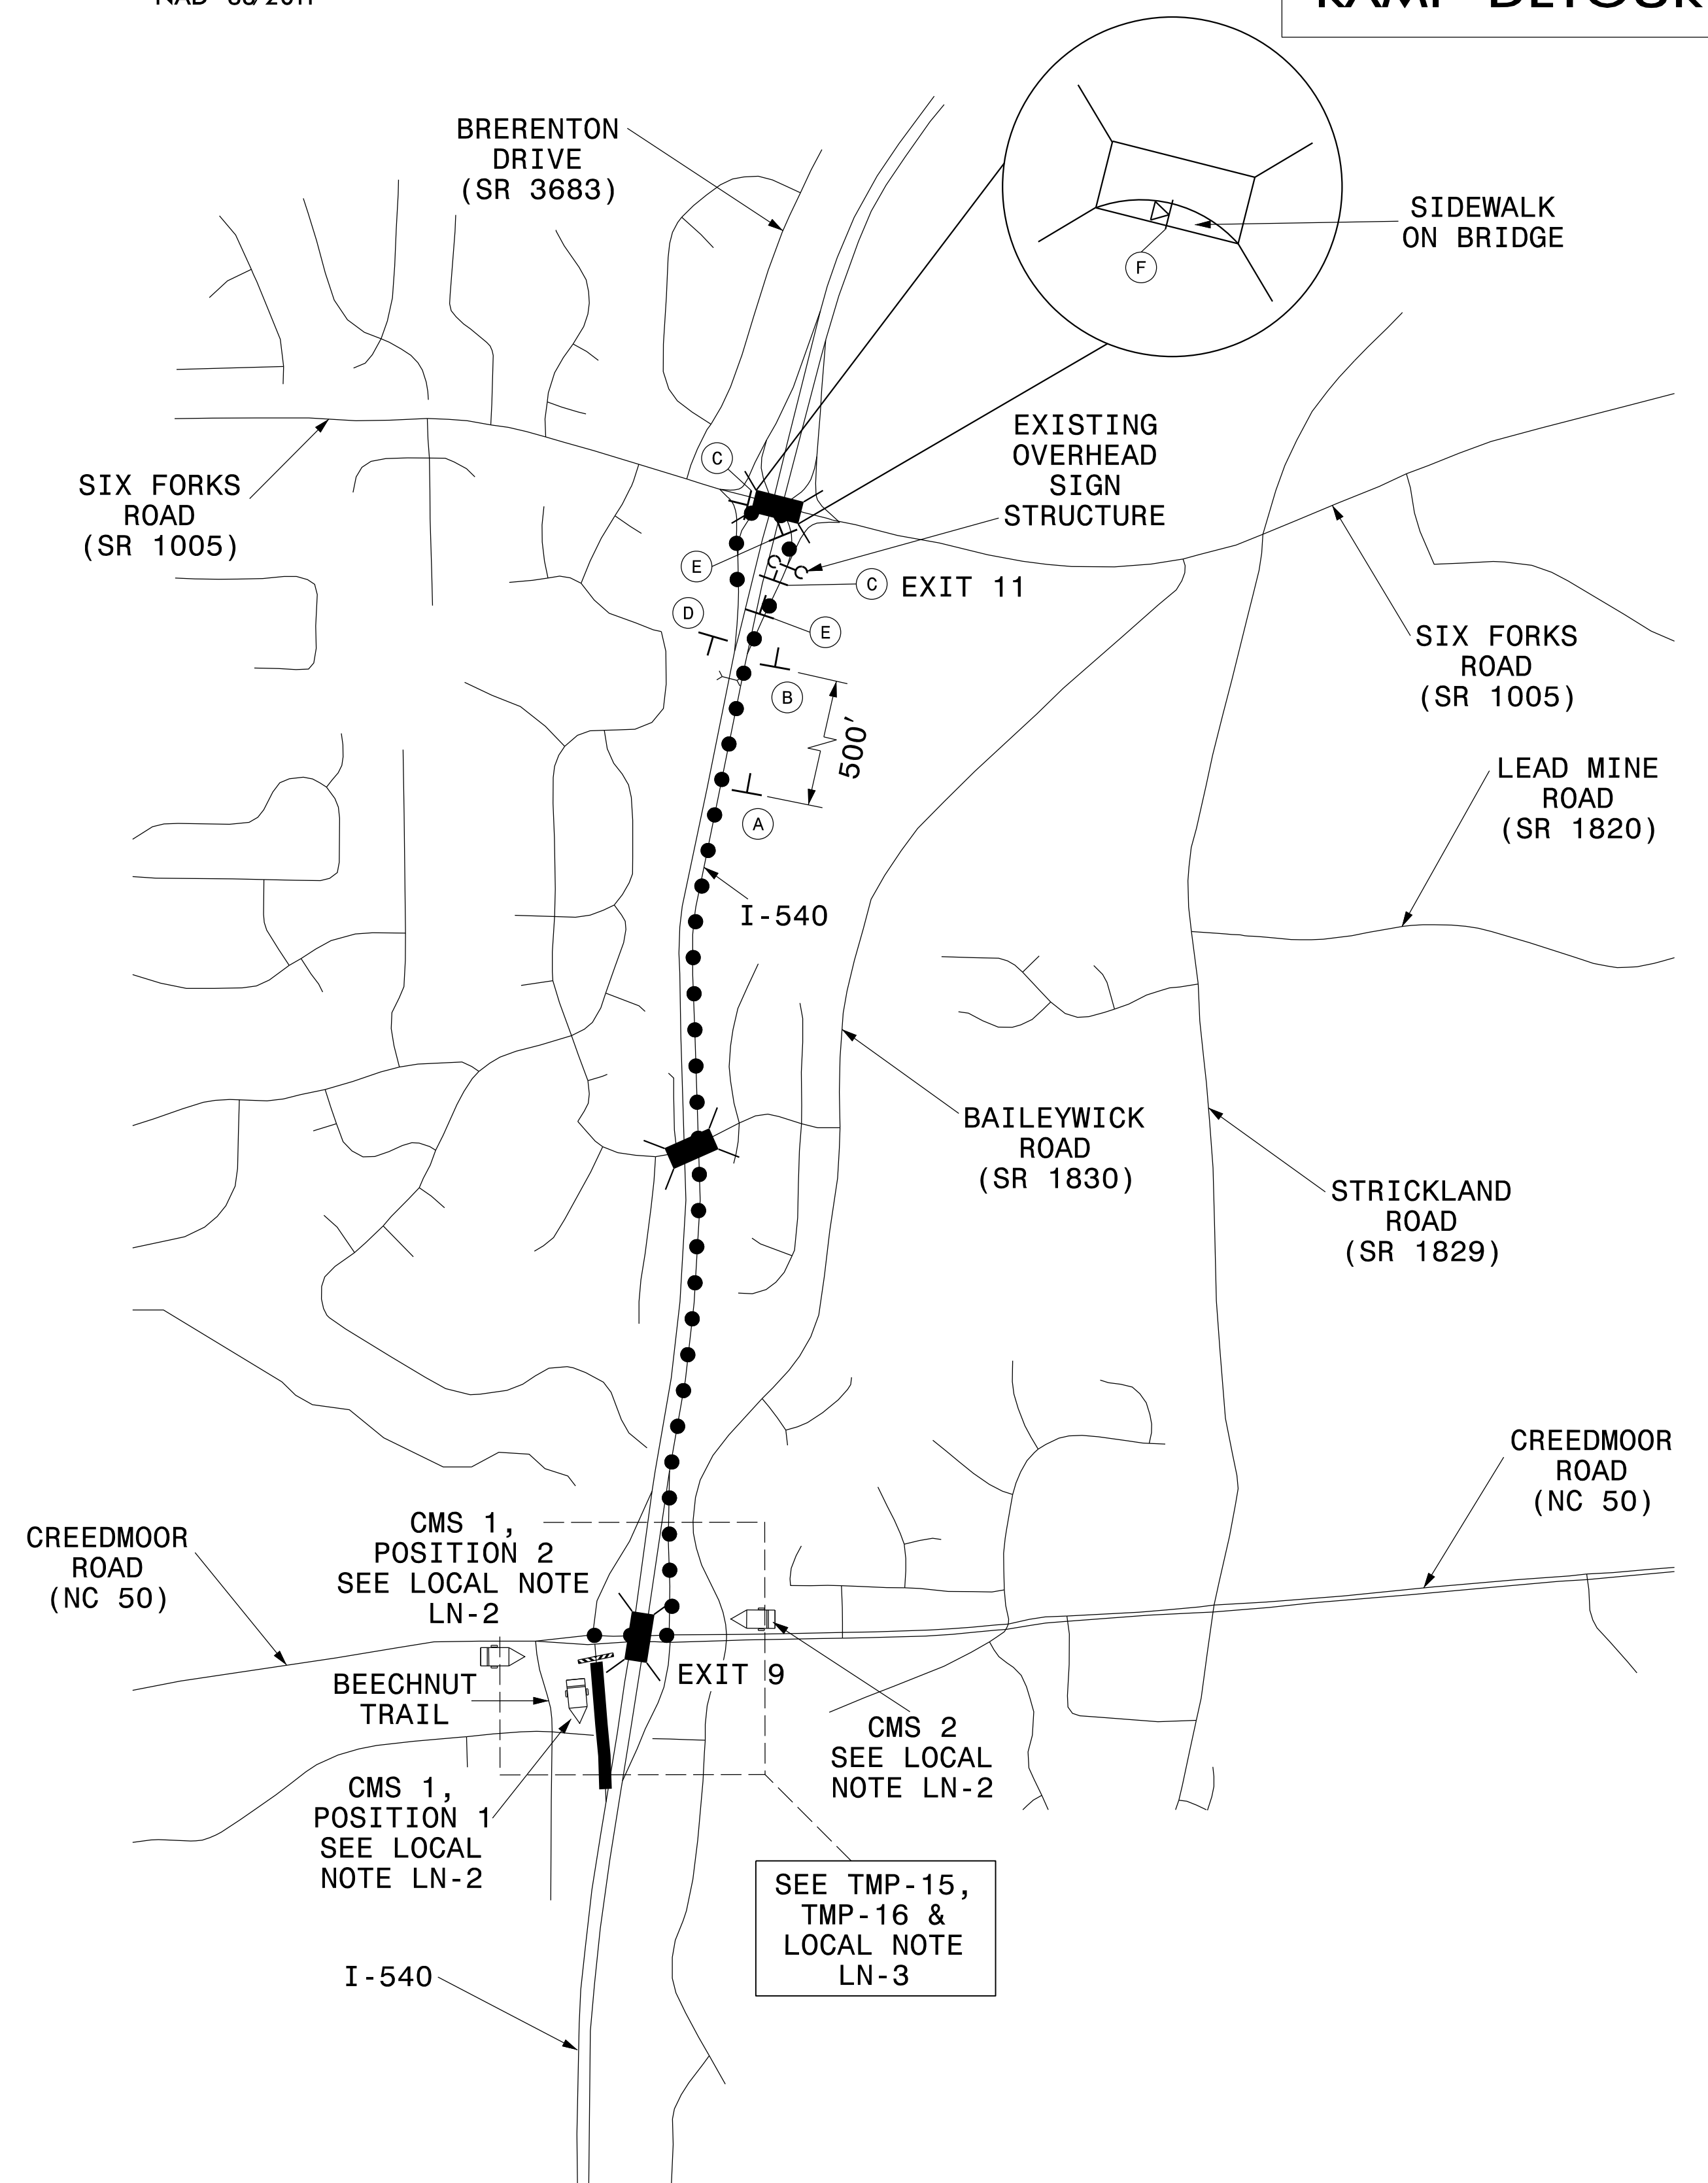 BRERENTON
DRIVE
(SR 3683)
SIDEWALK
ON BRIDGE
F
EXISTING
OVERHEAD
SIGN
STRUCTURE
C
SIX FORKS
ROAD
(SR 1005)
E
C
EXIT 11
D
E
SIX FORKS
ROAD
(SR 1005)
B
500'
LEAD MINE
ROAD
(SR 1820)
A
I-540
BAILEYWICK
ROAD
(SR 1830)
STRICKLAND
ROAD
(SR 1829)
CREEDMOOR
ROAD
(NC 50)
CMS 1,
POSITION 2
SEE LOCAL NOTE
LN-2
CREEDMOOR
ROAD
(NC 50)
EXIT 9
BEECHNUT
TRAIL
CMS 2
SEE LOCAL
NOTE LN-2
CMS 1,
POSITION 1
SEE LOCAL
NOTE LN-2
SEE TMP-15,
TMP-16 &
LOCAL NOTE
LN-3
I-540